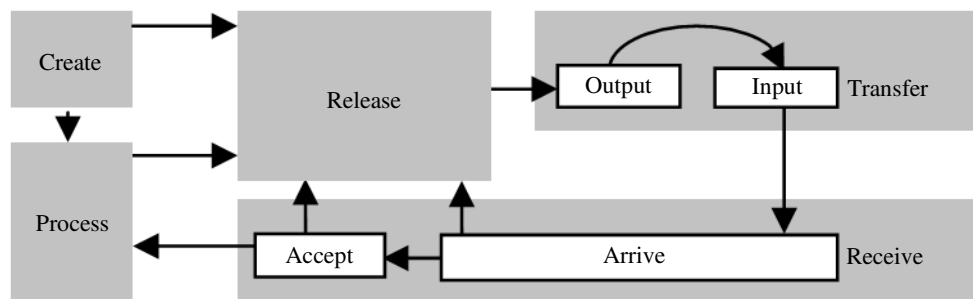 Create
Release
Output
Input
Transfer
Process
Accept
Arrive
Receive